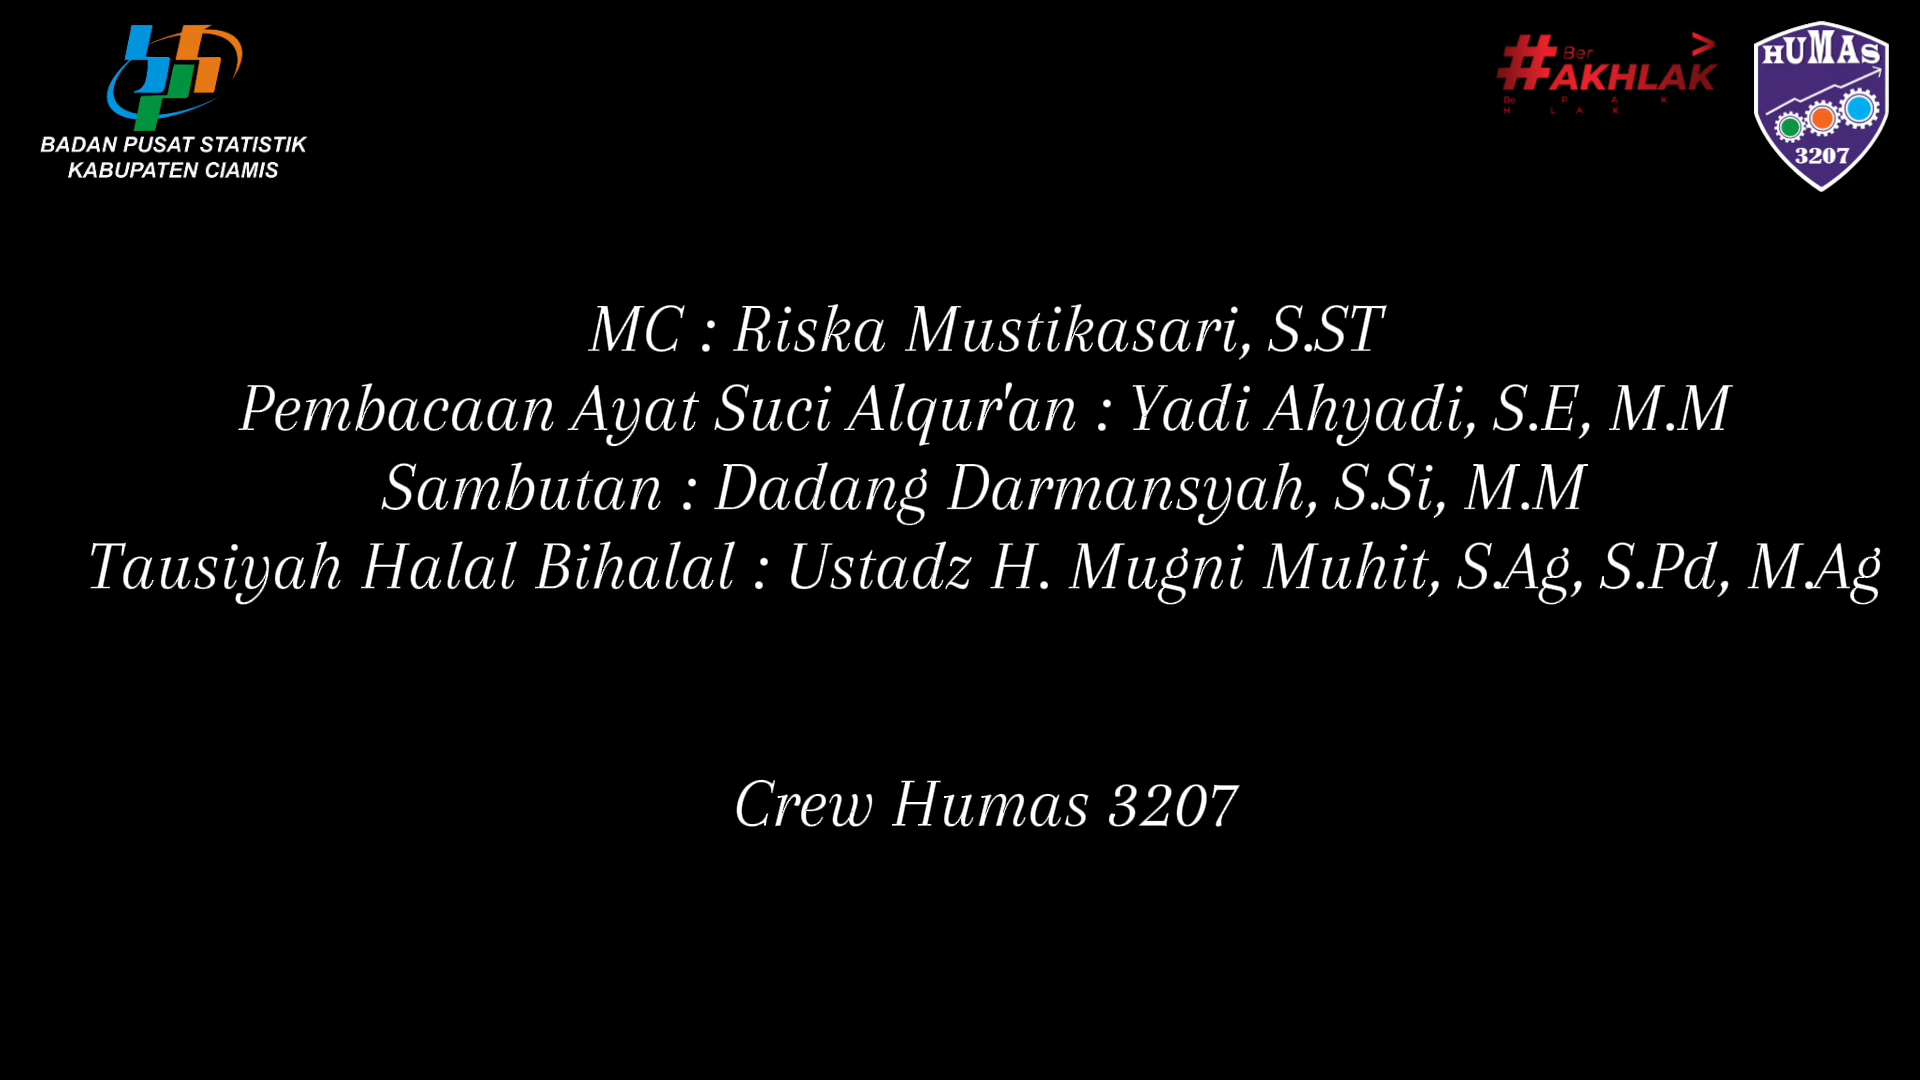 BADAN PUSAT STATISTIK
KABUPATEN CIAMIS
#BerAKHLAK
HUMAS
3207
MC : Riska Mustikasari, S.ST
Pembacaan Ayat Suci Alqur'an : Yadi Ahyadi, S.E, M.M
Sambutan : Dadang Darmansyah, S.Si, M.M
Tausiyah Halal Bihalal : Ustadz H. Mugni Muhit, S.Ag, S.Pd, M.Ag
Crew Humas 3207